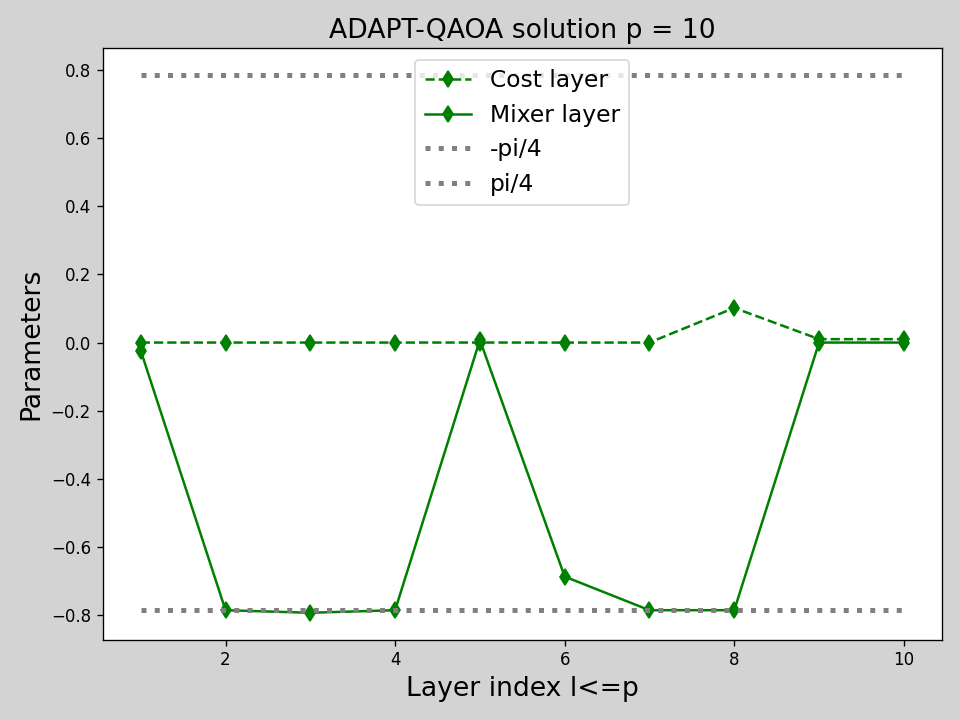 ADAPT-QAOA solution p = 10
Cost layer
Mixer layer
-pi/4
pi/4
Parameters
0.8
0.6
0.4
0.2
0.0
−0.2
−0.4
−0.6
−0.8
2 4 6 8 10
Layer index l<=p